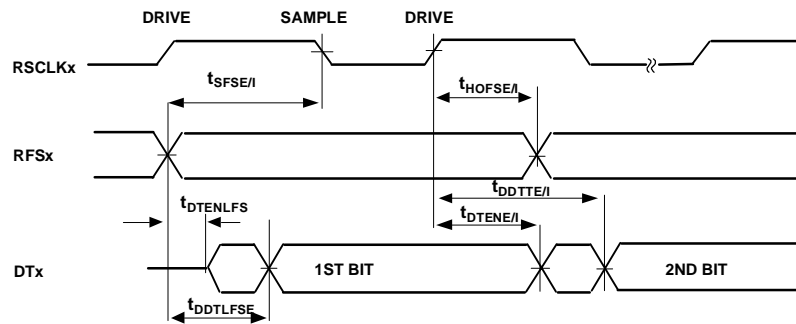 DRIVE SAMPLE DRIVE
RSCLKx
tSFSE/I tHOFSE/I
RFSx
tDDTTE/I
tDTENLFS tDTENE/I
DTx 1ST BIT 2ND BIT
tDDTLFSE